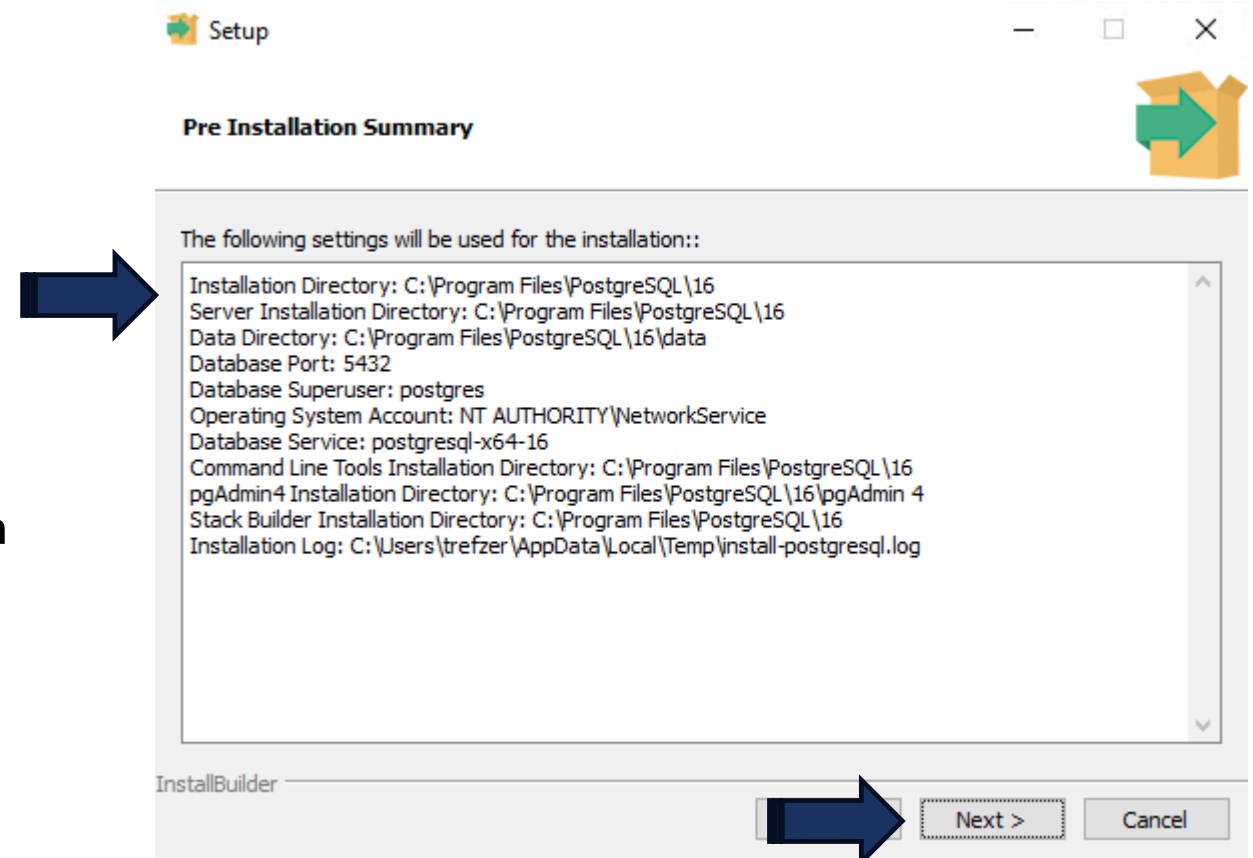 Setup
Pre Installation Summary
The following settings will be used for the installation::
Installation Directory: C:\Program Files\PostgreSQL\16
Server Installation Directory: C:\Program Files\PostgreSQL\16
Data Directory: C:\Program Files\PostgreSQL\16\data
Database Port: 5432
Database Superuser: postgres
Operating System Account: NT AUTHORITY\NetworkService
Database Service: postgresql-x64-16
Command Line Tools Installation Directory: C:\Program Files\PostgreSQL\16
pgAdmin4 Installation Directory: C:\Program Files\PostgreSQL\16\pgAdmin 4
Stack Builder Installation Directory: C:\Program Files\PostgreSQL\16
Installation Log: C:\Users\trefzer\AppData\Local\Temp\install-postgresql.log
InstallBuilder
Next >
Cancel